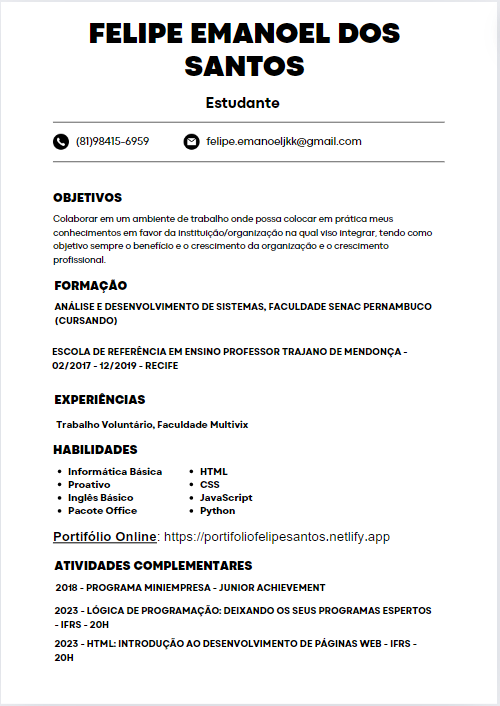 FELIPE EMANOEL DOS
SANTOS
Estudante
(81)98415-6959 felipe.emanoeljkk@gmail.com
OBJETIVOS
Colaborar em um ambiente de trabalho onde possa colocar em prática meus
conhecimentos em favor da instituição/organização na qual viso integrar, tendo como
objetivo sempre o benefício e o crescimento da organização e o crescimento
profissional.
FORMAÇÃO
ANÁLISE E DESENVOLVIMENTO DE SISTEMAS, FACULDADE SENAC PERNAMBUCO
(CURSANDO)
ESCOLA DE REFERÊNCIA EM ENSINO PROFESSOR TRAJANO DE MENDONÇA -
02/2017 - 12/2019 - RECIFE
EXPERIÊNCIAS
Trabalho Voluntário, Faculdade Multivix
HABILIDADES
• Informática Básica
• Proativo
• Inglês Básico
• Pacote Office
• HTML
• CSS
• JavaScript
• Python
Portifólio Online: https://portifoliofelipesantos.netlify.app
ATIVIDADES COMPLEMENTARES
2018 - PROGRAMA MINIEMPRESA - JUNIOR ACHIEVEMENT
2023 - LÓGICA DE PROGRAMAÇÃO: DEIXANDO OS SEUS PROGRAMAS ESPERTOS
- IFRS - 20H
2023 - HTML: INTRODUÇÃO AO DESENVOLVIMENTO DE PÁGINAS WEB - IFRS -
20H